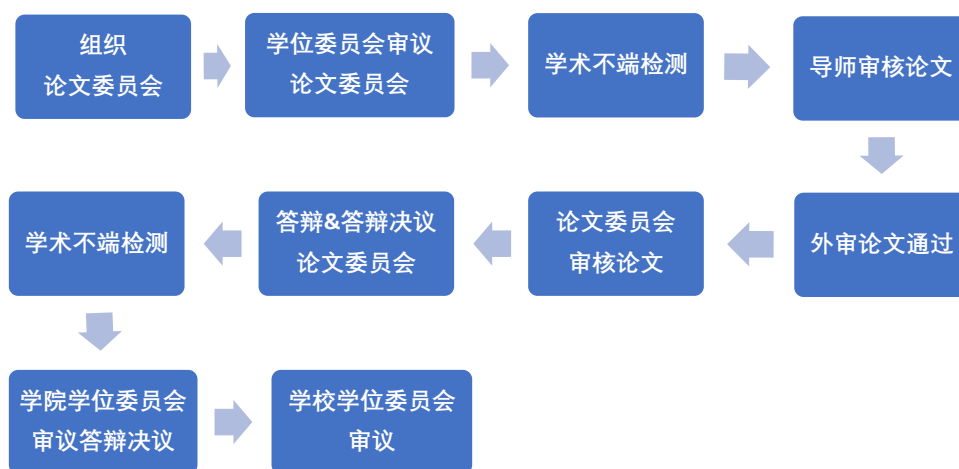 组织
论文委员会
学位委员会审议
论文委员会
学术不端检测
导师审核论文
外审论文通过
论文委员会
审核论文
答辩&答辩决议
论文委员会
学术不端检测
学院学位委员会
审议答辩决议
学校学位委员会
审议